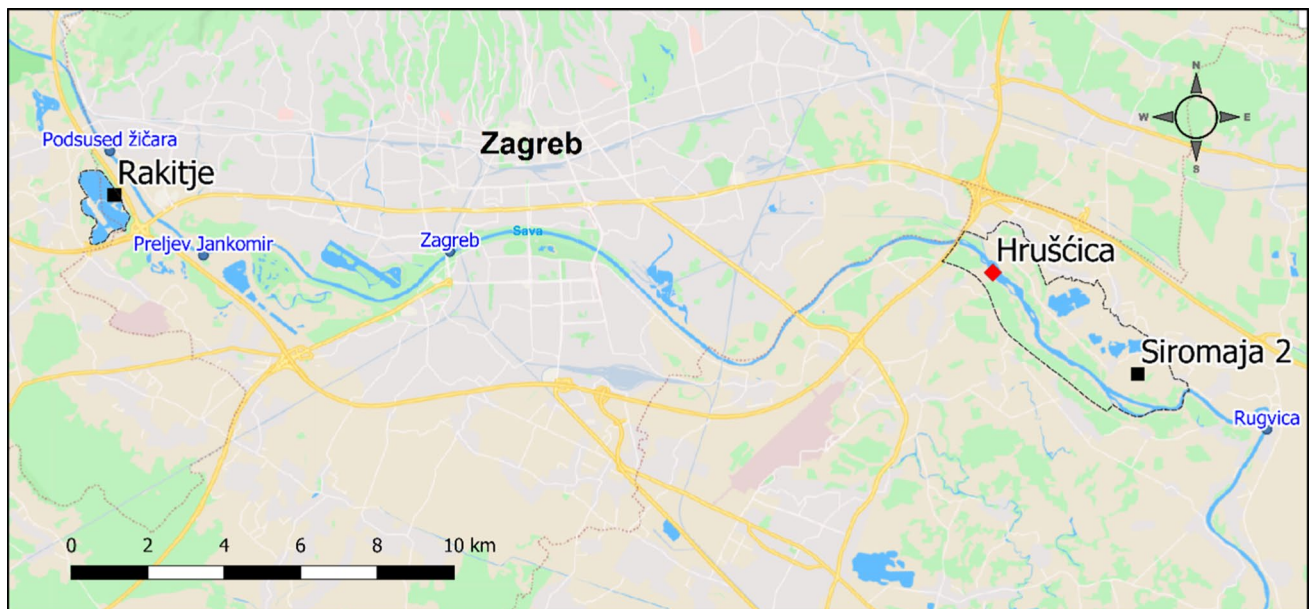 N
W E
S
Podsused žičara
Zagreb
Rakitje
Sava
Zagreb
Preljev Jankomir
Hrušćica
Siromaja 2
Rugvica
0 2 4 6 8 10 km